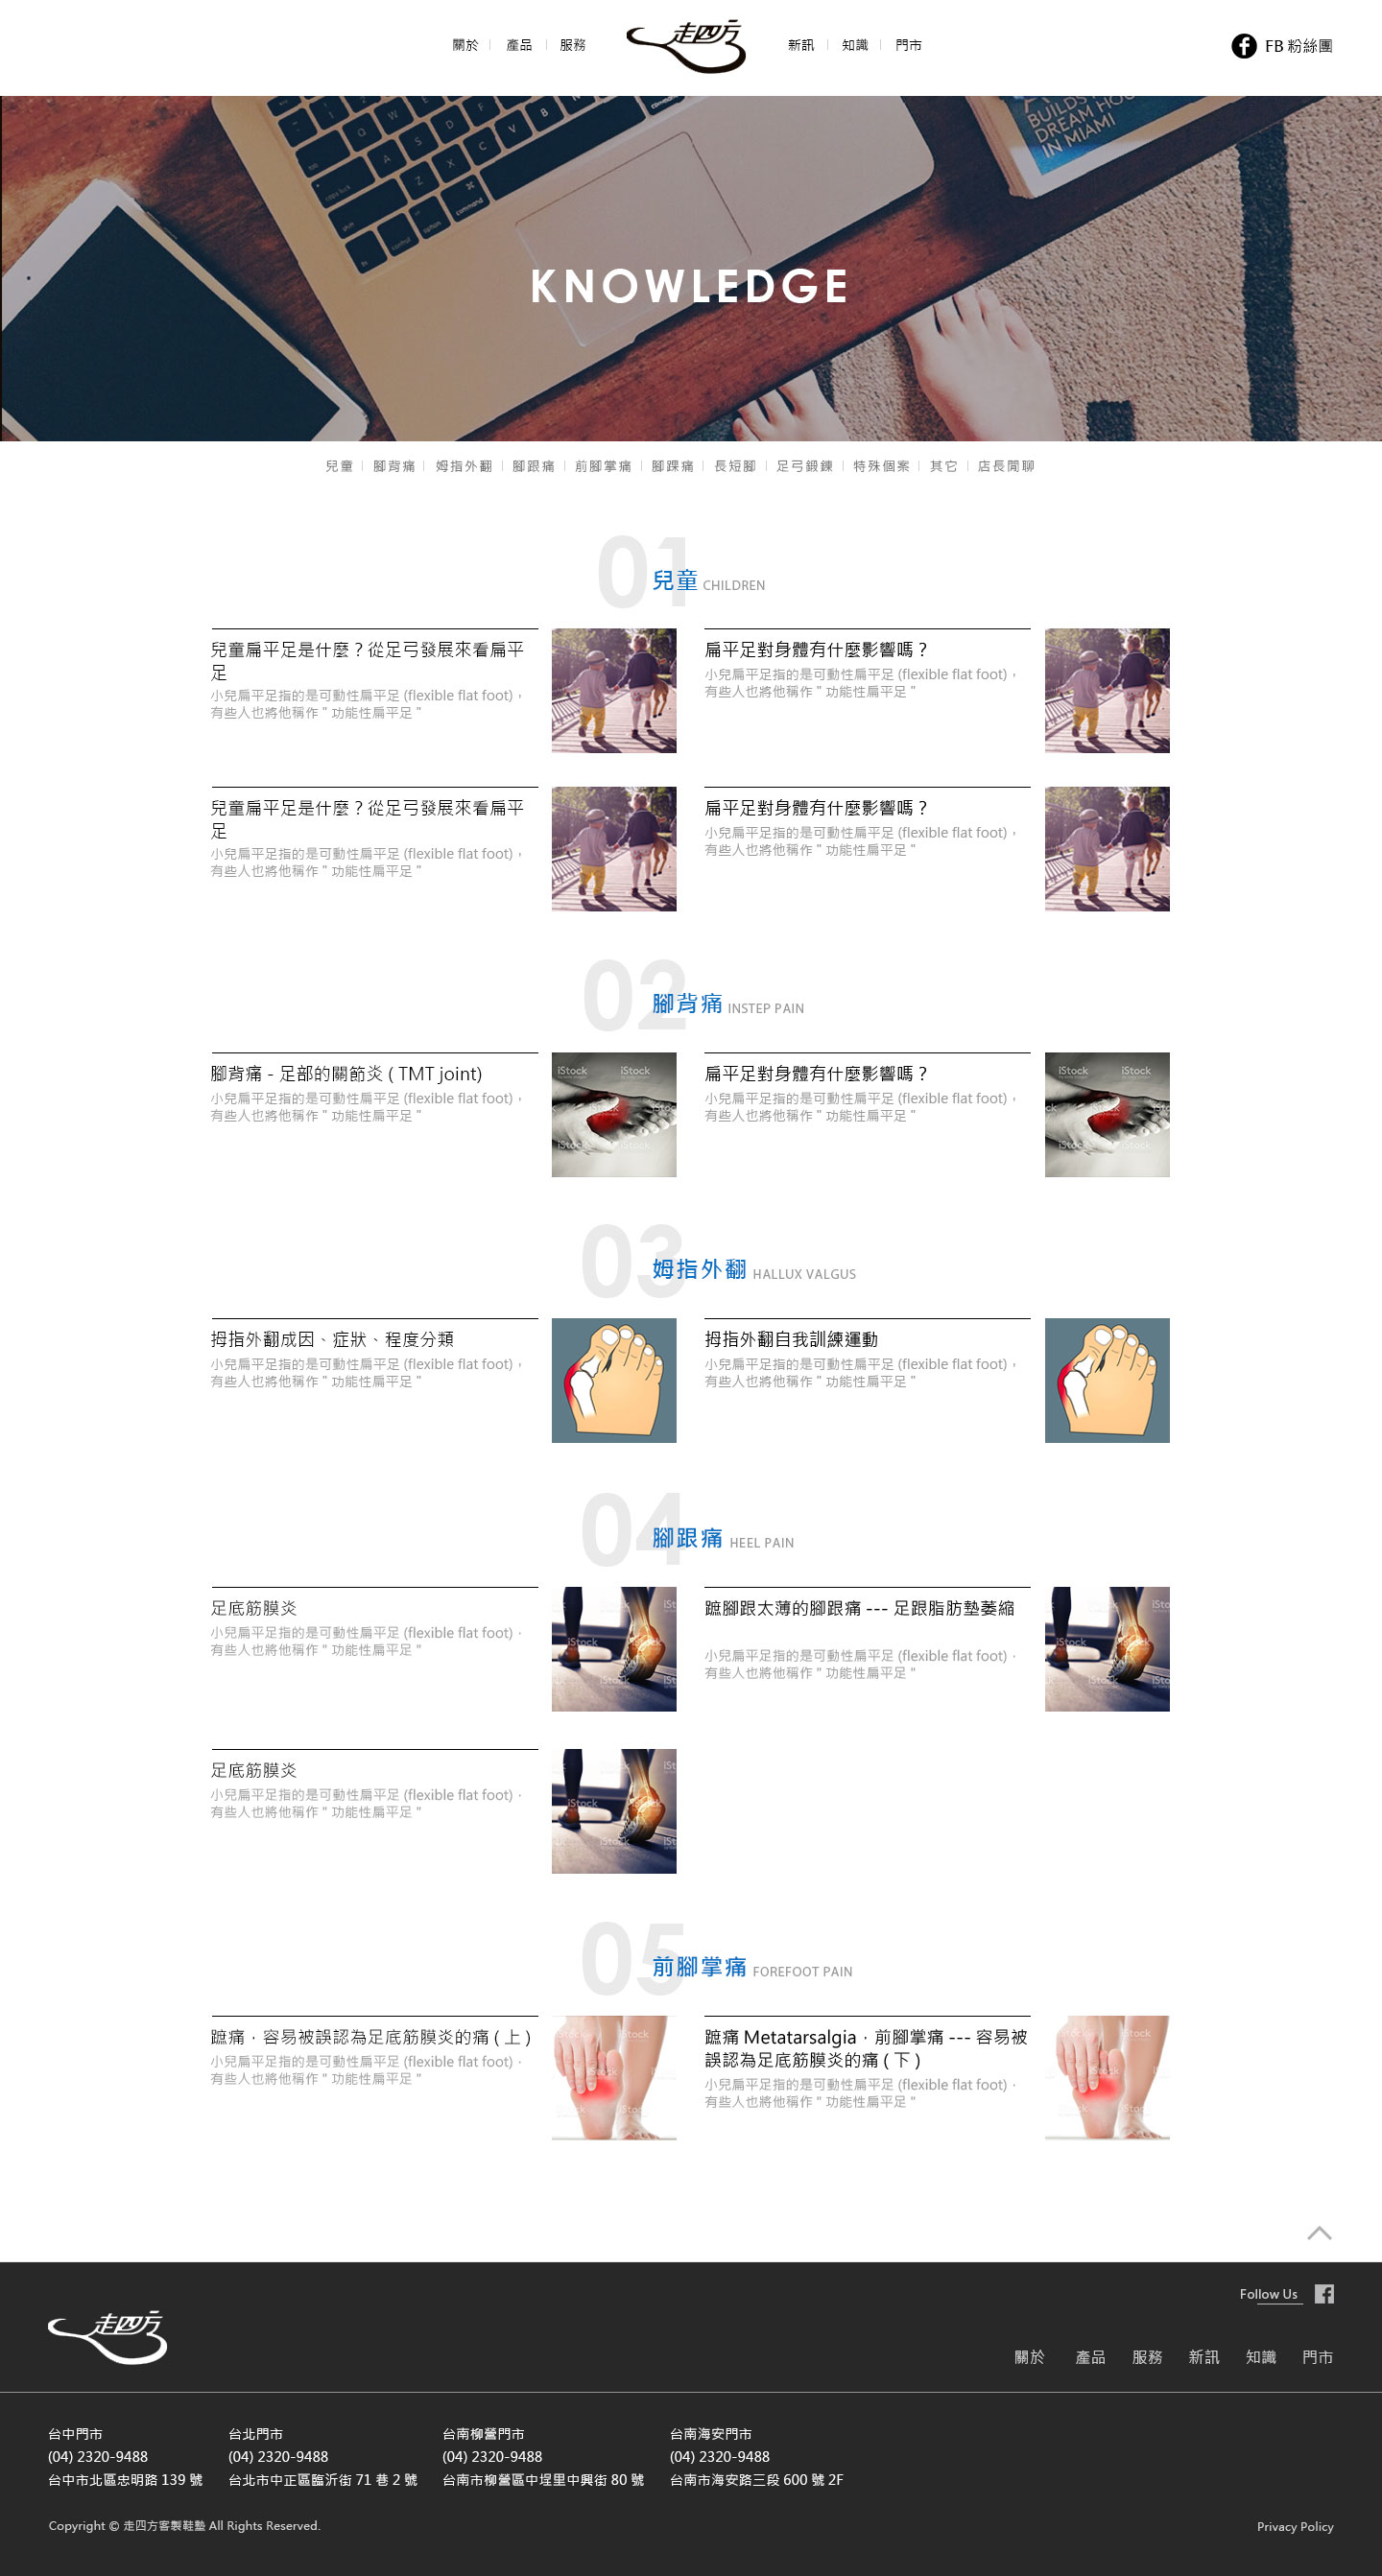 關於
產品
服務
走四方
新訊
知識
門市
FB 粉絲團
BUILDS
DREAM HO
IN MIAMI
KNOWLEDGE
兒童
腳背痛
姆指外翻
腳跟痛
前腳掌痛
腳踝痛
長短腳
足弓鍛鍊
特殊個案
其它
店長閒聊
01
兒童 CHILDREN
兒童扁平足是什麼？從足弓發展來看扁平
足
小兒扁平足指的是可動性扁平足 (flexible flat foot)，
有些人也將他稱作 " 功能性扁平足 "
扁平足對身體有什麼影響嗎？
小兒扁平足指的是可動性扁平足 (flexible flat foot)，
有些人也將他稱作 " 功能性扁平足 "
兒童扁平足是什麼？從足弓發展來看扁平
足
小兒扁平足指的是可動性扁平足 (flexible flat foot)，
有些人也將他稱作 " 功能性扁平足 "
扁平足對身體有什麼影響嗎？
小兒扁平足指的是可動性扁平足 (flexible flat foot)，
有些人也將他稱作 " 功能性扁平足 "
02
腳背痛 INSTEP PAIN
腳背痛 - 足部的關節炎 ( TMT joint)
小兒扁平足指的是可動性扁平足 (flexible flat foot)，
有些人也將他稱作 " 功能性扁平足 "
扁平足對身體有什麼影響嗎？
小兒扁平足指的是可動性扁平足 (flexible flat foot)，
有些人也將他稱作 " 功能性扁平足 "
03
姆指外翻 HALLUX VALGUS
拇指外翻成因、症狀、程度分類
小兒扁平足指的是可動性扁平足 (flexible flat foot)，
有些人也將他稱作 " 功能性扁平足 "
拇指外翻自我訓練運動
小兒扁平足指的是可動性扁平足 (flexible flat foot)，
有些人也將他稱作 " 功能性扁平足 "
04
腳跟痛 HEEL PAIN
足底筋膜炎
小兒扁平足指的是可動性扁平足 (flexible flat foot)，
有些人也將他稱作 " 功能性扁平足 "
蹠腳跟太薄的腳跟痛 --- 足跟脂肪墊萎縮
小兒扁平足指的是可動性扁平足 (flexible flat foot)，
有些人也將他稱作 " 功能性扁平足 "
足底筋膜炎
小兒扁平足指的是可動性扁平足 (flexible flat foot)，
有些人也將他稱作 " 功能性扁平足 "
05
前腳掌痛 FOREFOOT PAIN
蹠痛，容易被誤認為足底筋膜炎的痛 ( 上 )
小兒扁平足指的是可動性扁平足 (flexible flat foot)，
有些人也將他稱作 " 功能性扁平足 "
蹠痛 Metatarsalgia，前腳掌痛 --- 容易被
誤認為足底筋膜炎的痛 ( 下 )
小兒扁平足指的是可動性扁平足 (flexible flat foot)，
有些人也將他稱作 " 功能性扁平足 "
Follow Us
走四方
關於
產品
服務
新訊
知識
門市
台中門市
(04) 2320-9488
台中市北區忠明路 139 號
台北門市
(04) 2320-9488
台北市中正區臨沂街 71 巷 2 號
台南柳營門市
(04) 2320-9488
台南市柳營區中埕里中興街 80 號
台南海安門市
(04) 2320-9488
台南市海安路三段 600 號 2F
Copyright © 走四方客製鞋墊 All Rights Reserved.
Privacy Policy